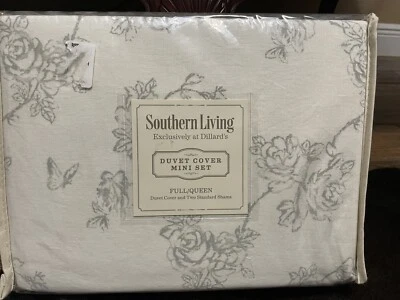 Southern Living
Exclusively at Dillard's
DUVET COVER
MINI SET
FULL/QUEEN
Duvet Cover and Two Standard Shams